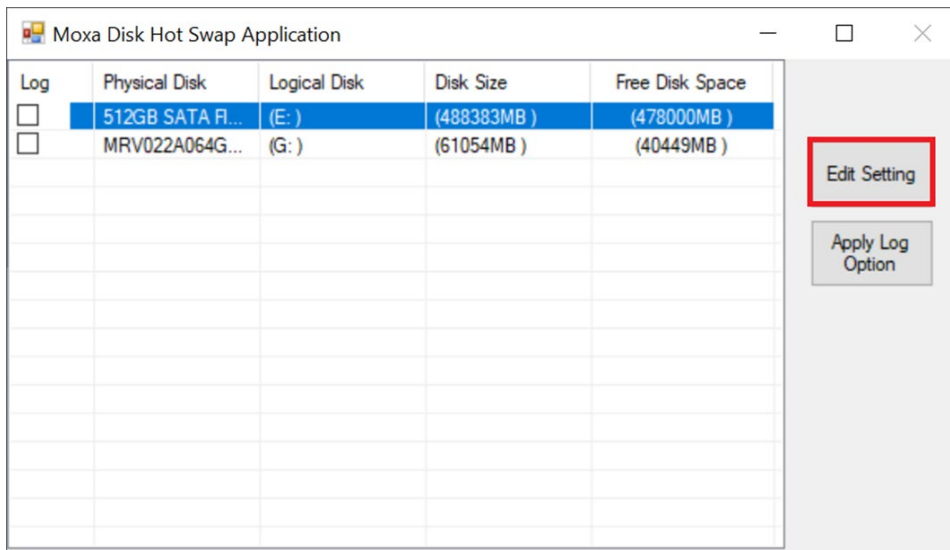 Moxa Disk Hot Swap Application
Log Physical Disk Logical Disk Disk Size Free Disk Space
512GB SATA Fl... (E: ) (488383MB ) (478000MB )
MRV022A064G... (G: ) (61054MB ) (40449MB )
Edit Setting
Apply Log
Option